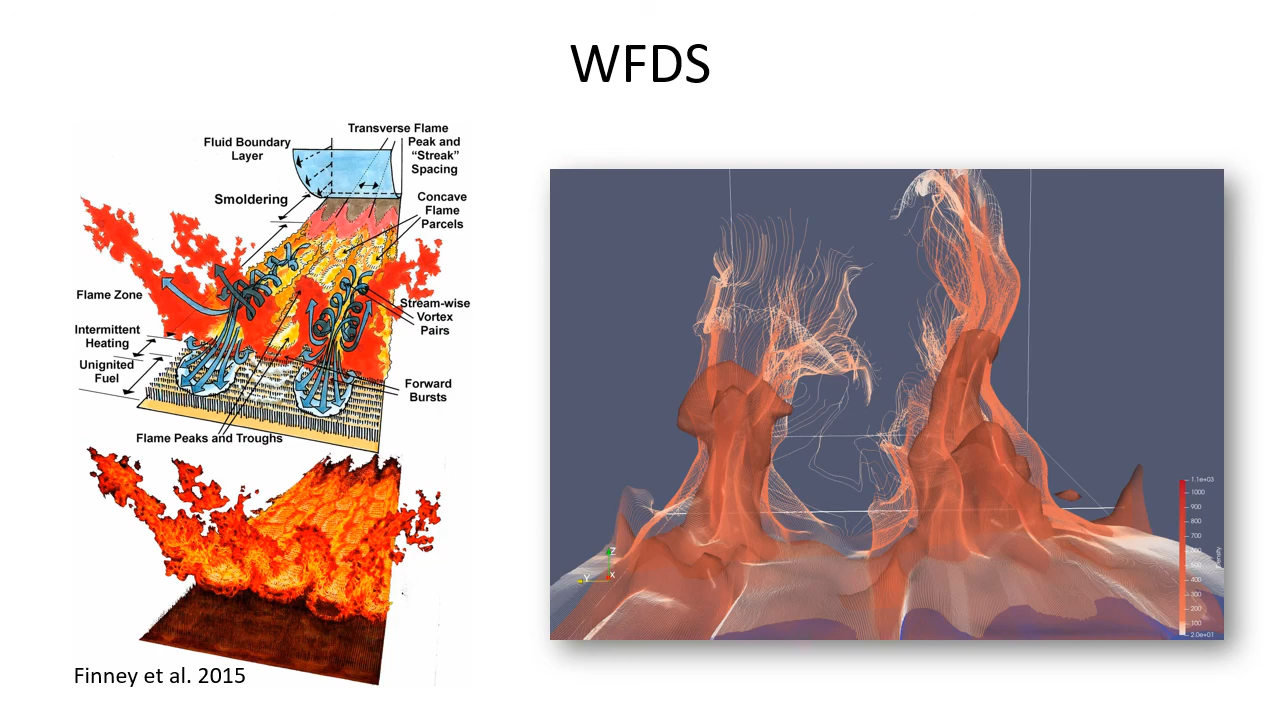 WFDS
Transverse Flame
Peak and
“Streak”
Spacing
Fluid Boundary
Layer
Smoldering
Concave
Flame
Parcels
Flame Zone
Stream-wise
Vortex
Pairs
Intermittent
Heating
Unignited
Fuel
Forward
Bursts
Flame Peaks and Troughs
Finney et al. 2015
Z
Y
X
1.1e+03
1000
900
800
700
500
400
300
200
100
2.0e+01